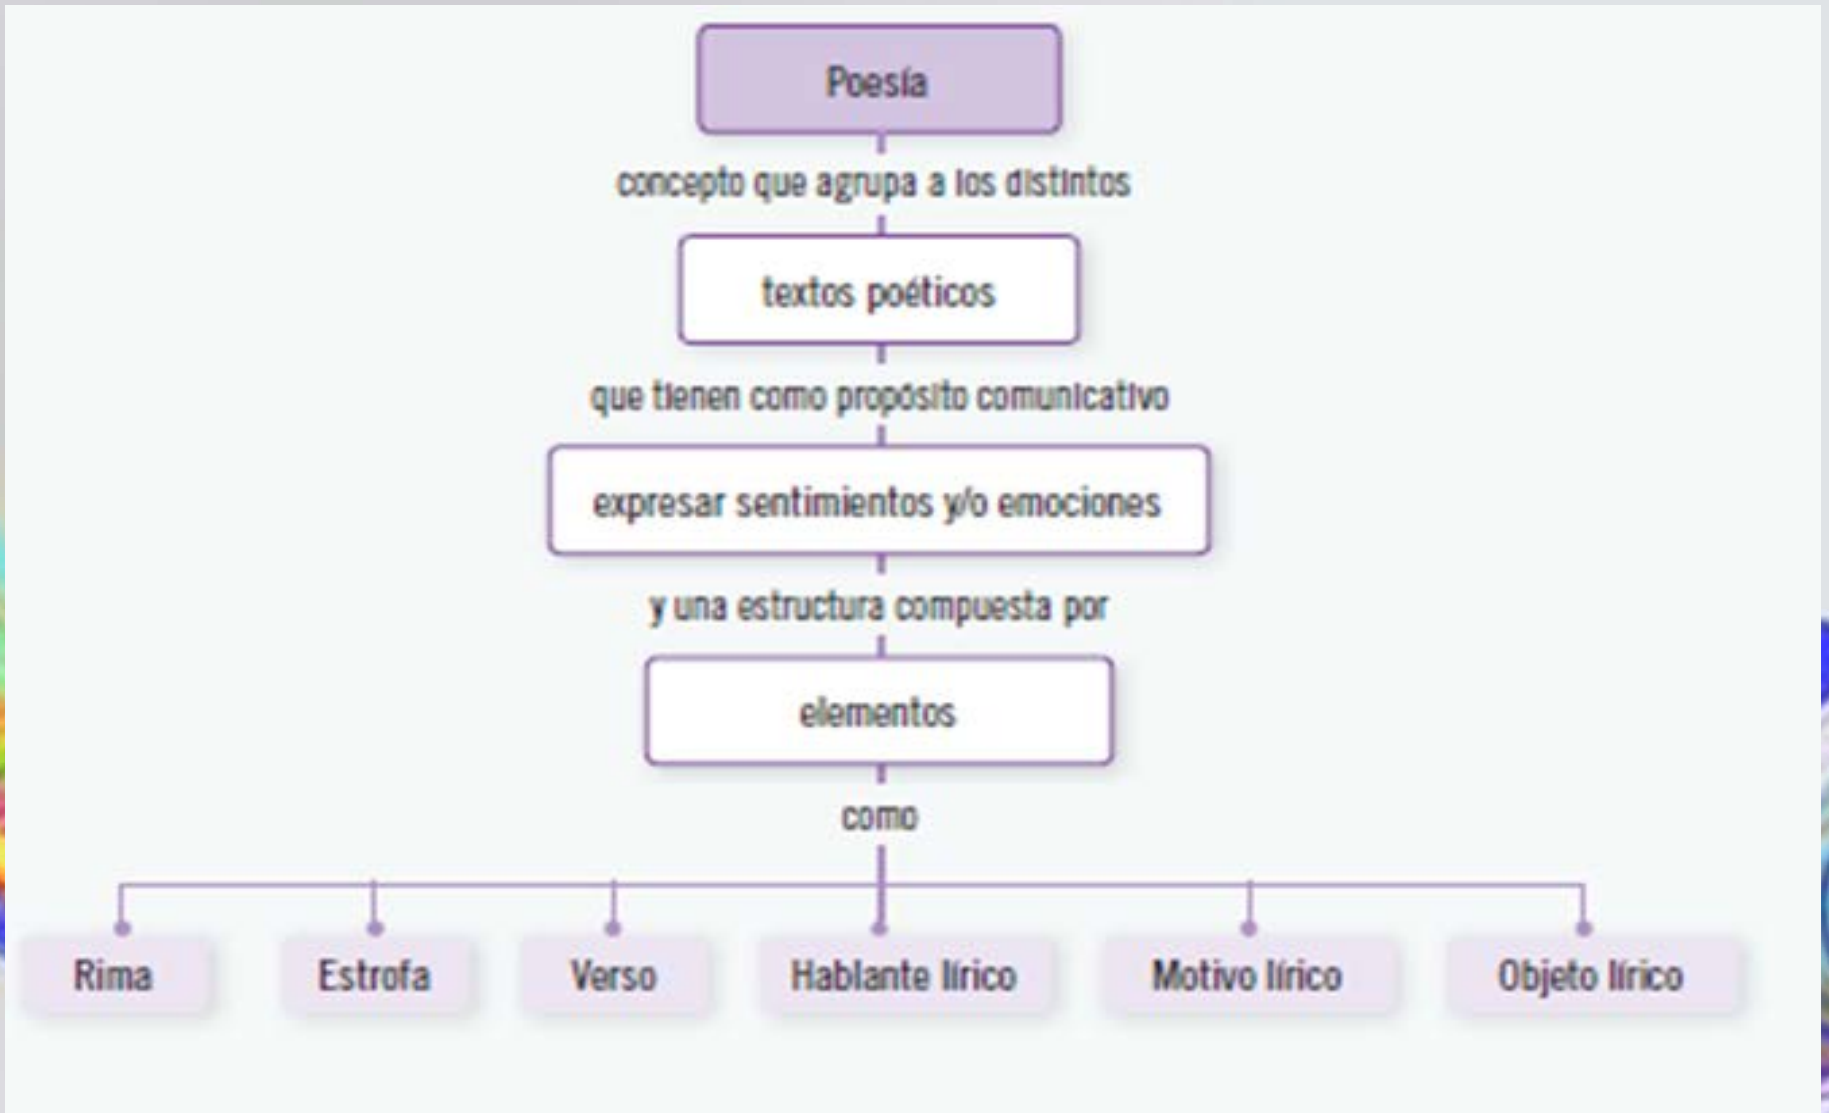 Poesía
concepto que agrupa a los distintos
textos poéticos
que tienen como propósito comunicativo
expresar sentimientos y/o emociones
y una estructura compuesta por
elementos
como
Rima
Estrofa
Verso
Hablante lírico
Motivo lírico
Objeto lírico